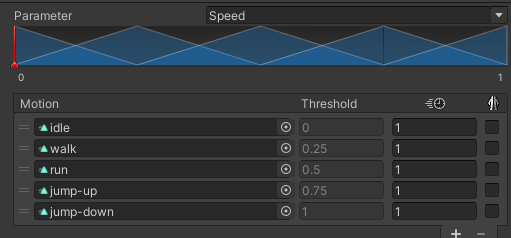 Parameter Speed
0 1
Motion Threshold
idle 0 1
walk 0.25 1
run 0.5 1
jump-up 0.75 1
jump-down 1 1